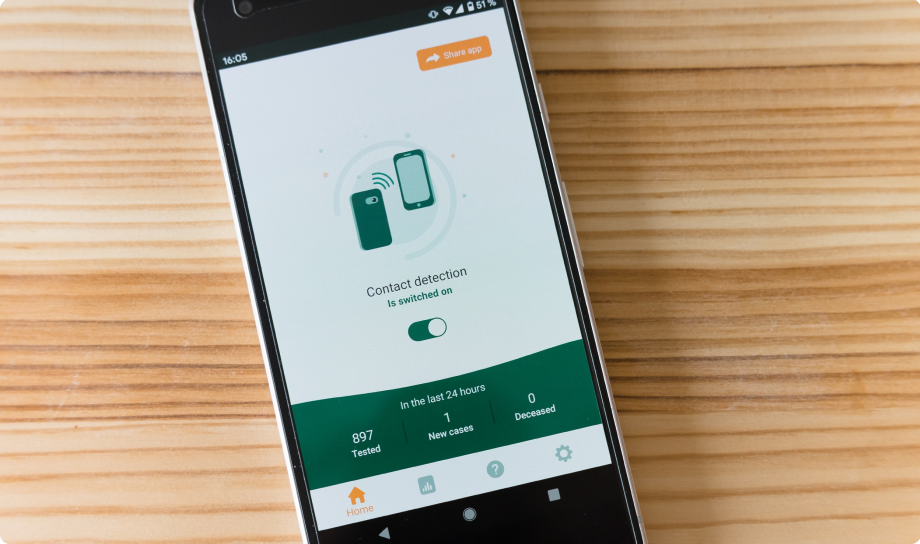 16:05
51 %
Share app
Contact detection
Is switched on
In the last 24 hours
897
Tested
1
New cases
0
Deceased
?
Home